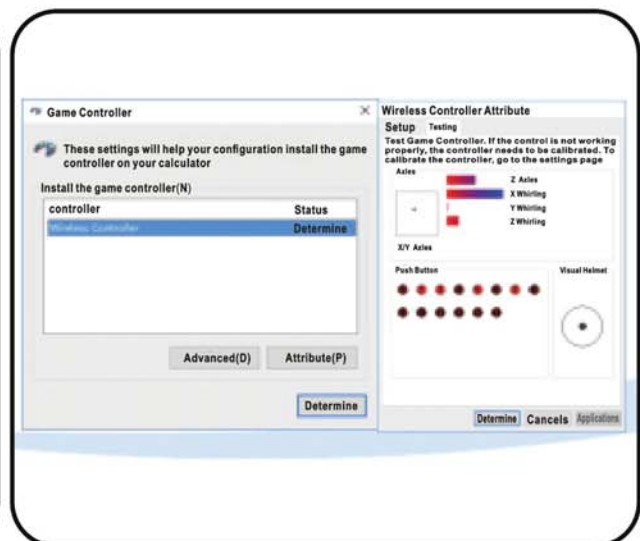 Game Controller
These settings will help your configuration install the game
controller on your calculator
Install the game controller(N)
controller Status
Wireless Controller Determine
Advanced(D) Attribute(P)
Determine
Wireless Controller Attribute
Setup Testing
Test Game Controller. If the control is not working
properly, the controller needs to be calibrated. To
calibrate the controller, go to the settings page
Axles
Z Axles
X Whirling
Y Whirling
Z Whirling
X/Y Axles
Push Button
Visual Helmet
Determine Cancels Applications